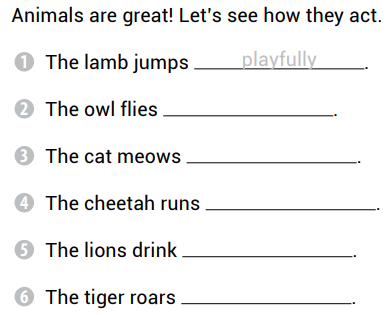 Animals are great! Let's see how they act.
1 The lamb jumps playfully.
2 The owl flies ________.
3 The cat meows ________.
4 The cheetah runs ________.
5 The lions drink ________.
6 The tiger roars ________.